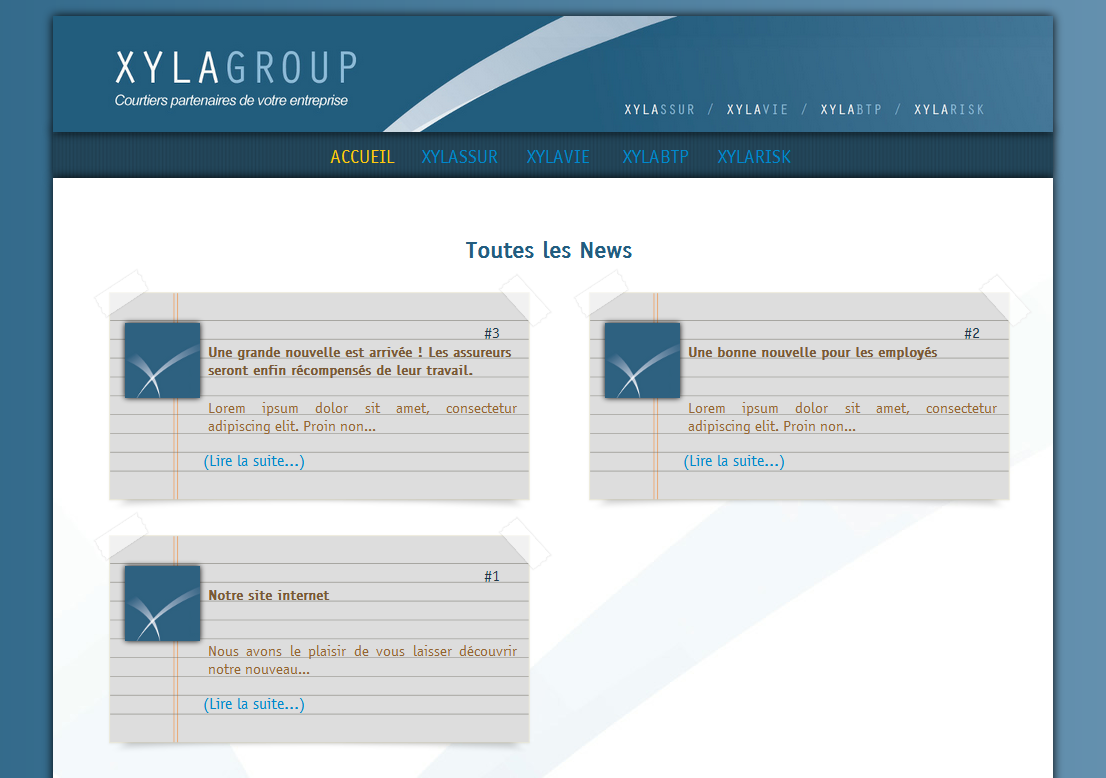 XYLAGROUP
Courtiers partenaires de votre entreprise
XYLASSUR / XYLAVIE / XYLABTP / XYLARISK
ACCUEIL XYLASSUR XYLAVIE XYLABTP XYLARISK
Toutes les News
#3
Une grande nouvelle est arrivée ! Les assureurs
seront enfin récompensés de leur travail.
Lorem ipsum dolor sit amet, consectetur
adipiscing elit. Proin non...
(Lire la suite...)
#2
Une bonne nouvelle pour les employés
Lorem ipsum dolor sit amet, consectetur
adipiscing elit. Proin non...
(Lire la suite...)
#1
Notre site internet
Nous avons le plaisir de vous laisser découvrir
notre nouveau...
(Lire la suite...)